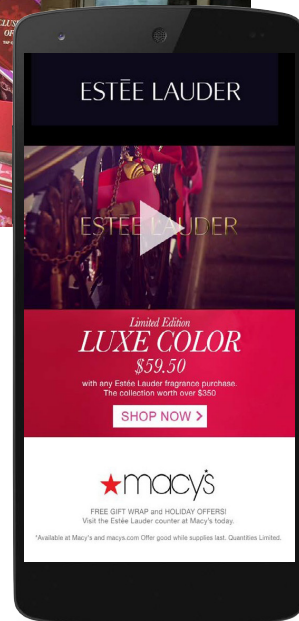 ESTĒE LAUDER
ESTĒE LAUDER
Limited Edition
LUXE COLOR
$59.50
with any Estée Lauder fragrance purchase.
The collection worth over $350
SHOP NOW >
★macy's
FREE GIFT WRAP and HOLIDAY OFFERS!
Visit the Estée Lauder counter at Macy's today.
*Available at Macy's and macys.com Offer good while supplies last. Quantities Limited.